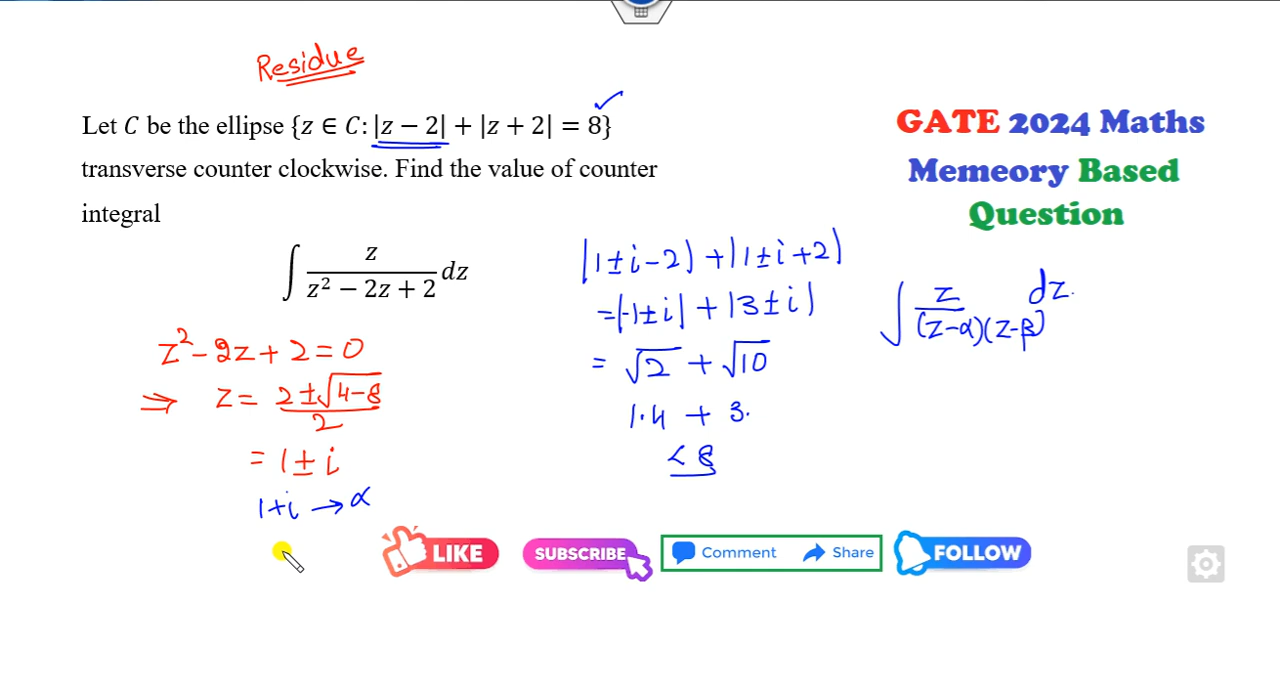 Residue
Let C be the ellipse {z ∈ C: |z − 2| + |z + 2| = 8}
transverse counter clockwise. Find the value of counter
integral
∫ z/(z² − 2z + 2) dz
GATE 2024 Maths
Memeory Based
Question
z² - 2z + 2 = 0
⇒ z = (2 ± √(4-8))/2
= 1 ± i
1+i → α
|1±i-2| + |1±i+2|
= |-1±i| + |3±i|
= √2 + √10
1.4 + 3.
< 8
∫ z/((z-α)(z-β)) dz.
LIKE
SUBSCRIBE
Comment Share
FOLLOW